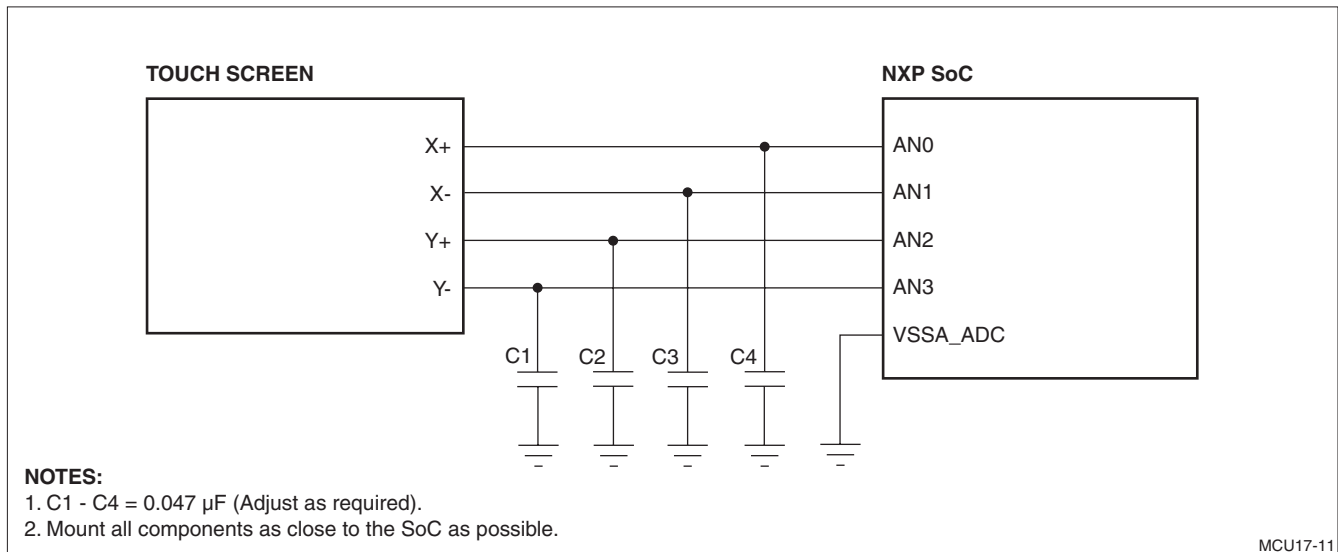 TOUCH SCREEN
NXP SoC
X+
AN0
X-
AN1
Y+
AN2
Y-
AN3
VSSA_ADC
C1
C2
C3
C4
NOTES:
1. C1 - C4 = 0.047 µF (Adjust as required).
2. Mount all components as close to the SoC as possible.
MCU17-11